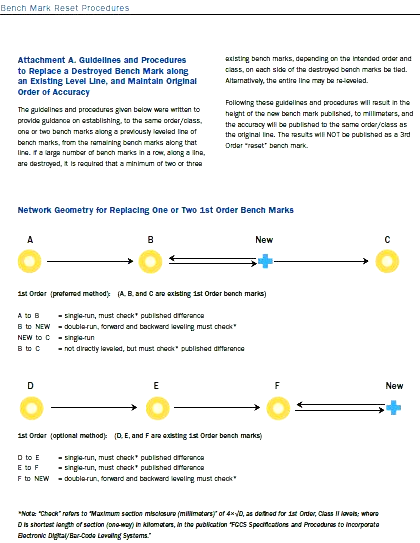 Bench Mark Reset Procedures
Attachment A. Guidelines and Procedures
to Replace a Destroyed Bench Mark along
an Existing Level Line, and Maintain Original
Order of Accuracy
The guidelines and procedures given below were written to
provide guidance on establishing, to the same order/class,
one or two bench marks along a previously leveled line of
bench marks, from the remaining bench marks along that
line. If a large number of bench marks in a row, along a line,
are destroyed, it is required that a minimum of two or three
existing bench marks, depending on the intended order and
class, on each side of the destroyed bench marks be tied.
Alternatively, the entire line may be re-leveled.
Following these guidelines and procedures will result in the
height of the new bench mark published, to millimeters, and
the accuracy will be published to the same order/class as
the original line. The results will NOT be published as a 3rd
Order “reset” bench mark.
Network Geometry for Replacing One or Two 1st Order Bench Marks
A B New C
1st Order (preferred method): (A, B, and C are existing 1st Order bench marks)
A to B = single-run, must check* published difference
B to NEW = double-run, forward and backward leveling must check*
NEW to C = single-run
B to C = not directly leveled, but must check* published difference
D E F New
1st Order (optional method): (D, E, and F are existing 1st Order bench marks)
D to E = single-run, must check* published difference
E to F = single-run, must check* published difference
F to NEW = double-run, forward and backward leveling must check*
*Note: “Check” refers to “Maximum section misclosure (millimeters)” of 4×√D, as defined for 1st Order, Class II levels; where
D is shortest length of section (one-way) in kilometers, in the publication “FGCS Specifications and Procedures to Incorporate
Electronic Digital/Bar-Code Leveling Systems.”